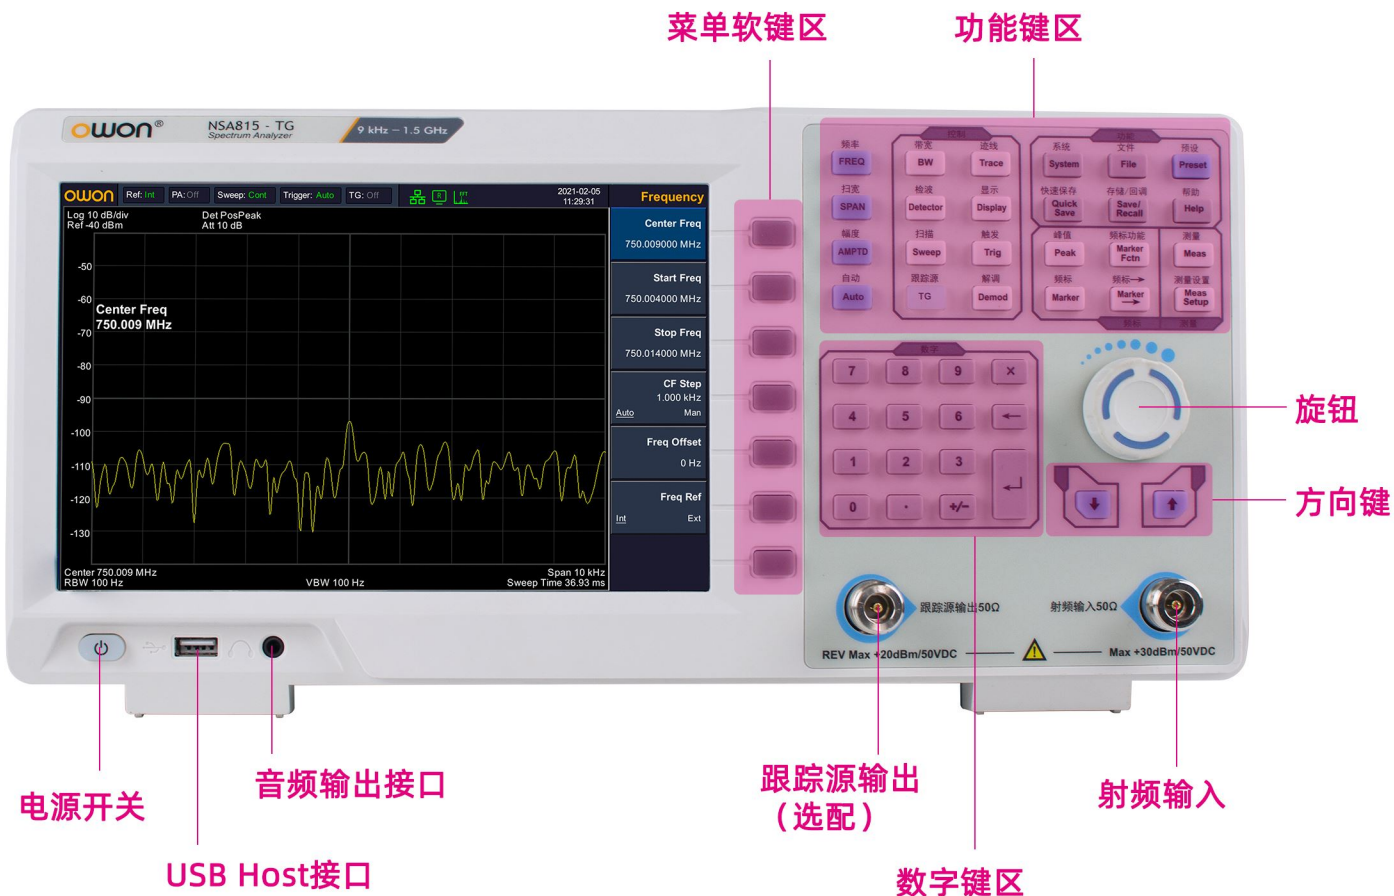 菜单软键区
功能键区
owon®
NSA815 - TG
Spectrum Analyzer
9 kHz – 1.5 GHz
owon
Ref: Int
PA: Off
Sweep: Cont
Trigger: Auto
TG: Off
2021-02-05
11:29:31
Frequency
Log 10 dB/div
Ref -40 dBm
Det PosPeak
Att 10 dB
-50
-60
-70
-80
-90
-100
-110
-120
-130
Center Freq
750.009 MHz
Center 750.009 MHz
RBW 100 Hz
VBW 100 Hz
Span 10 kHz
Sweep Time 36.93 ms
Center Freq
750.009000 MHz
Start Freq
750.004000 MHz
Stop Freq
750.014000 MHz
CF Step
1.000 kHz
Auto Man
Freq Offset
0 Hz
Freq Ref
Int Ext
频率
FREQ
扫宽
SPAN
幅度
AMPTD
自动
Auto
控制
带宽
BW
迹线
Trace
检波
Detector
显示
Display
扫描
Sweep
触发
Trig
跟踪源
TG
解调
Demod
功能
系统
System
文件
File
预设
Preset
快速保存
Quick
Save
存储/回调
Save/
Recall
帮助
Help
峰值
Peak
频标功能
Marker
Fctn
测量
Meas
频标
Marker
频标→
Marker
→
测量设置
Meas
Setup
频标
测量
数字
7 8 9 ×
4 5 6 ←
1 2 3
0 . +/− ↵
旋钮
方向键
跟踪源输出50Ω
射频输入50Ω
REV Max +20dBm/50VDC
Max +30dBm/50VDC
电源开关
USB Host接口
音频输出接口
跟踪源输出
（选配）
数字键区
射频输入